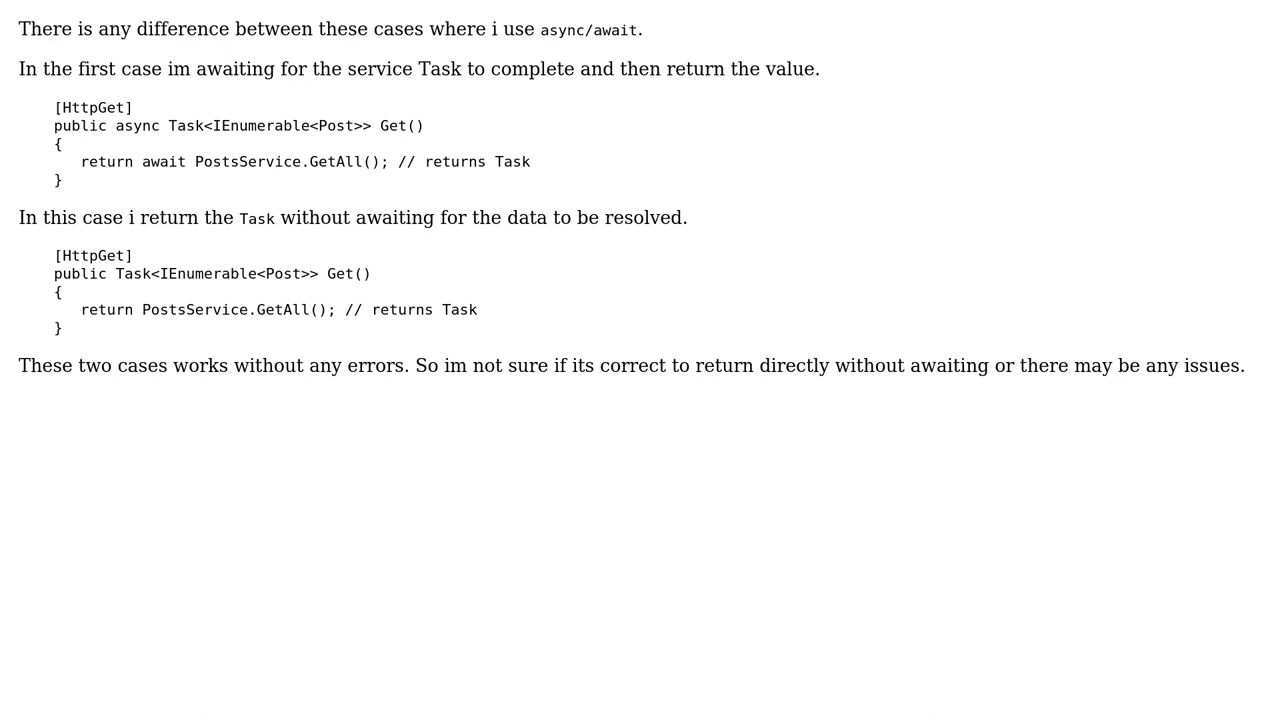 There is any difference between these cases where i use async/await.
In the first case im awaiting for the service Task to complete and then return the value.
[HttpGet]
public async Task<IEnumerable<Post>> Get()
{
return await PostsService.GetAll(); // returns Task
}
In this case i return the Task without awaiting for the data to be resolved.
[HttpGet]
public Task<IEnumerable<Post>> Get()
{
return PostsService.GetAll(); // returns Task
}
These two cases works without any errors. So im not sure if its correct to return directly without awaiting or there may be any issues.